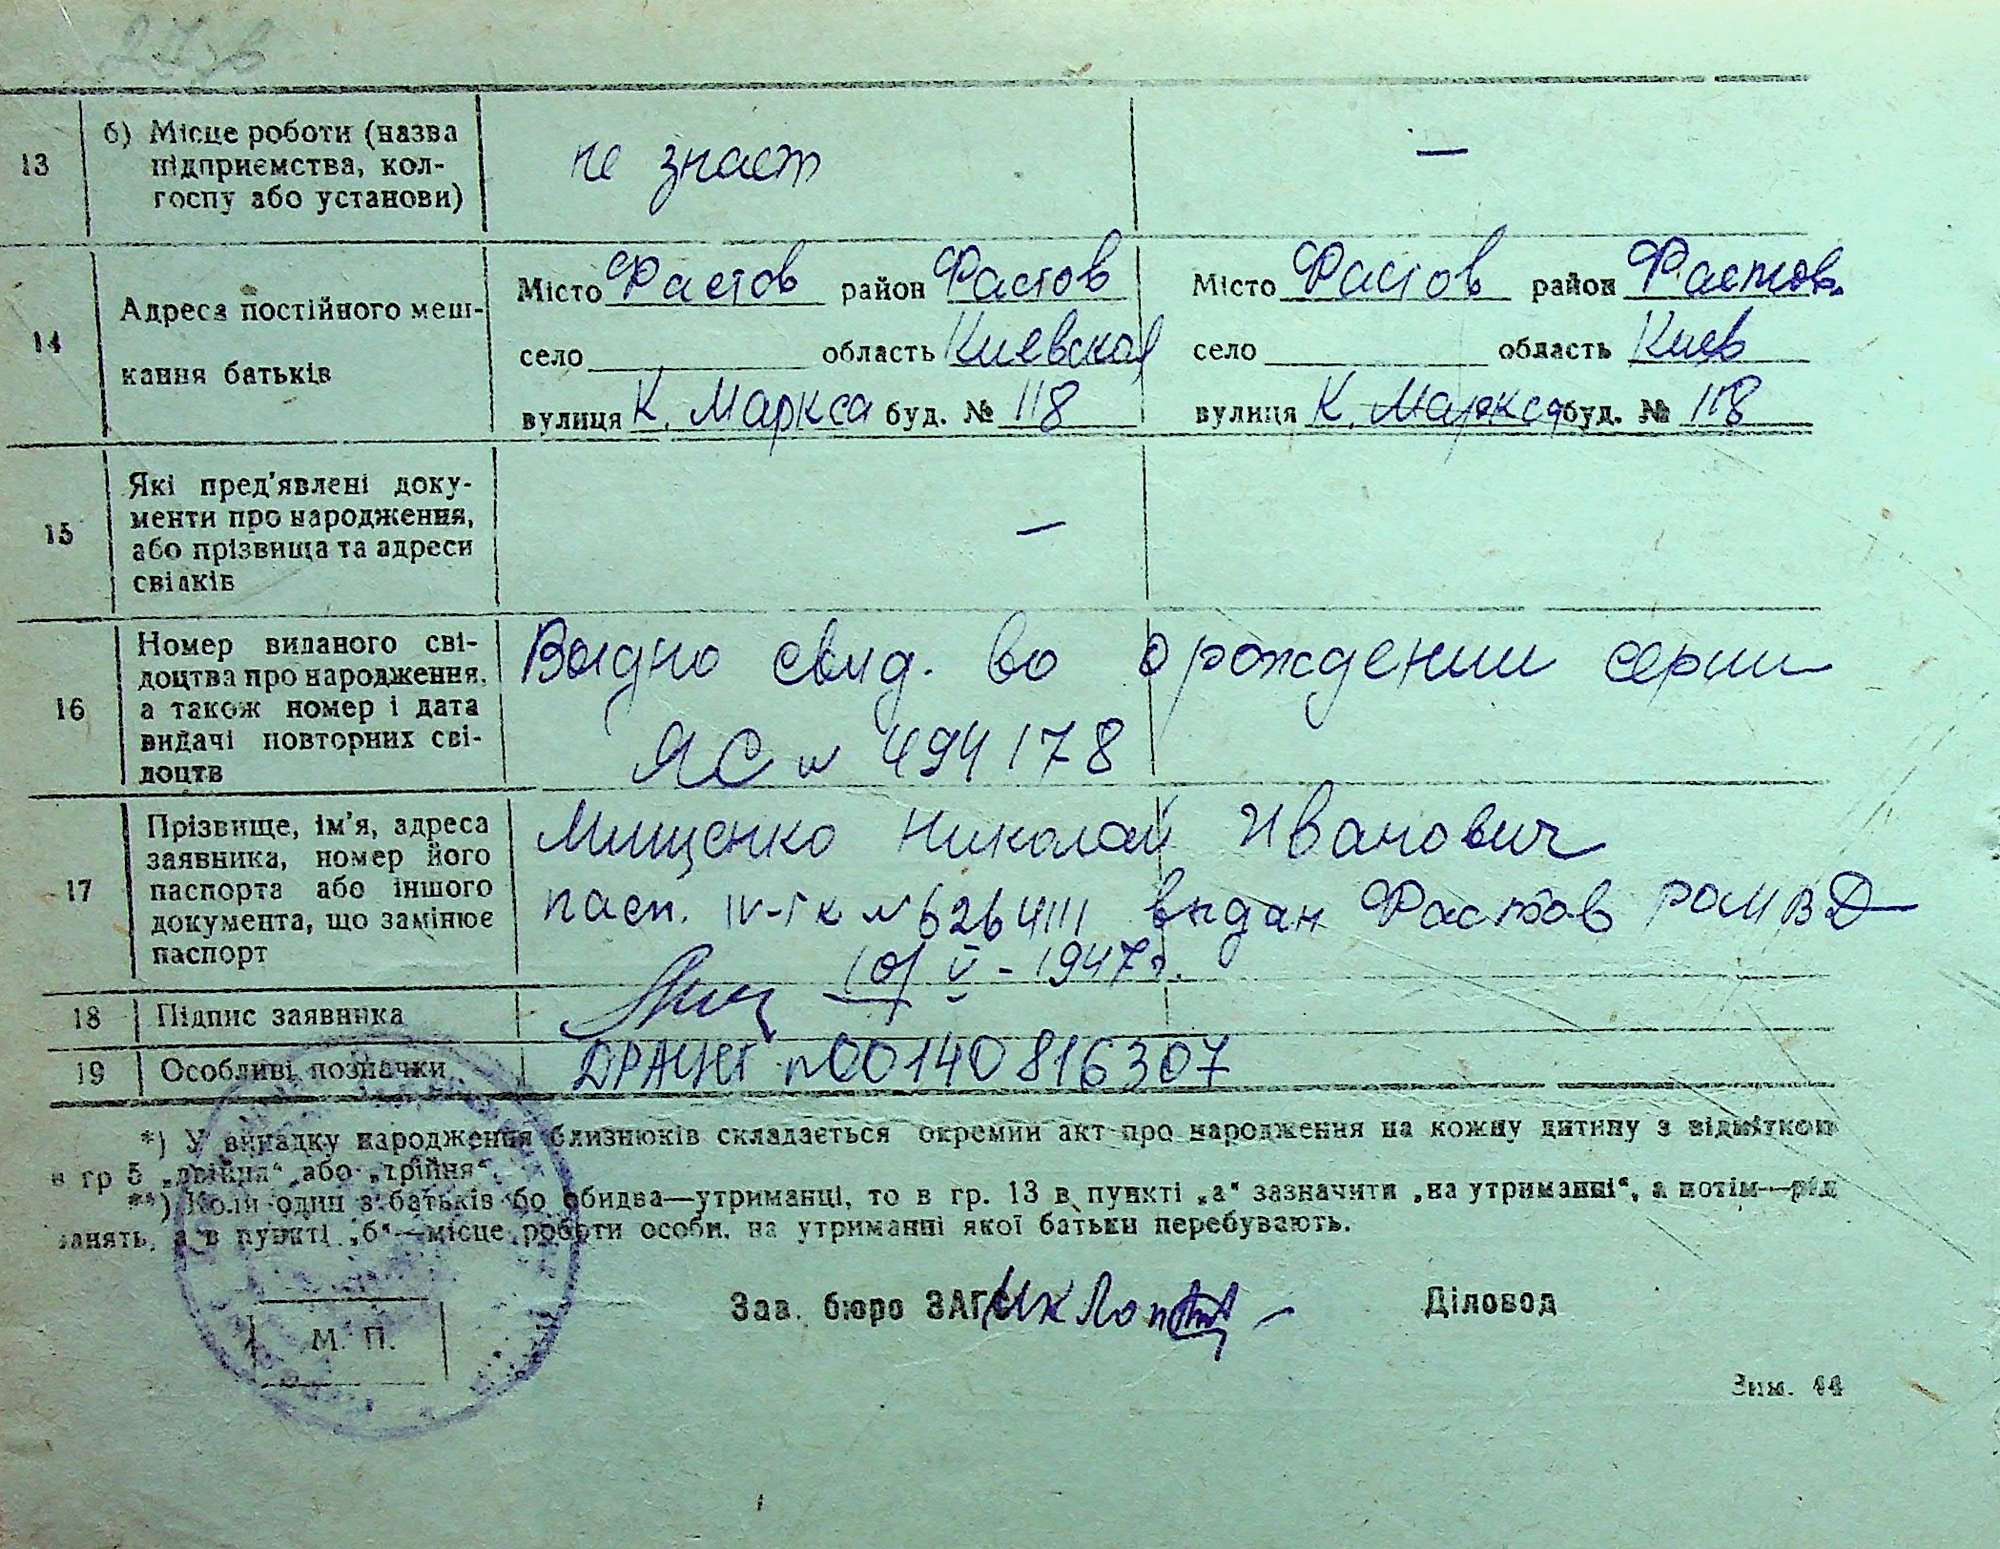 13
б) Місце роботи (назва
підприємства, кол-
госпу або установи)
не знает
—
14
Адреса постійного меш-
кання батьків
Місто Фастов район Фастов
село область Киевская
вулиця К. Маркса буд. № 118
Місто Фастов район Фастов.
село область Киев
вулиця К. Маркса буд. № 118
15
Які пред'явлені доку-
менти про народження,
або прізвища та адреси
свідків
—
16
Номер виданого сві-
доцтва про народження,
а також номер і дата
видачі повторних сві-
доцтв
Выдно свид. во о рождении серии
ЯС № 494178
17
Прізвище, ім'я, адреса
заявника, номер його
паспорта або іншого
документа, що замінює
паспорт
Мищенко Николай Иванович
пасп. IV-ГК № 626411 выдан Фастов РОМВД
10/V-1947г.
18
Підпис заявника
19
Особливі позначки
ДРАЦСГ №00140816307
*) У випадку народження близнюків складається окремий акт про народження на кожну дитину з відміткою
в гр 5 „двійня“ або „трійня“.
**) Коли один з батьків бо обидва—утриманці, то в гр. 13 в пункті „а“ зазначити „на утриманні“, а потім—рід
занять, а в пункті „б“—місце роботи особи, на утриманні якої батьки перебувають.
Зав. бюро ЗАГС
Діловод
М. П.
Зим. 44